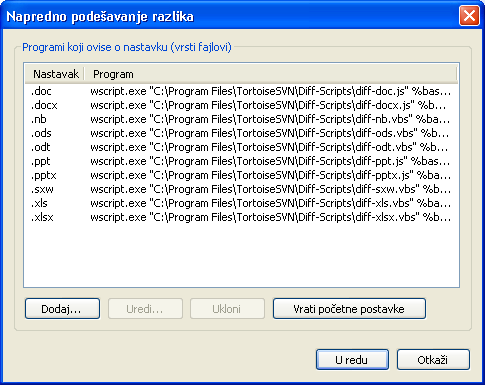 Napredno podešavanje razlika
Programi koji ovise o nastavku (vrsti fajlovi)
Nastavak Program
.doc wscript.exe "C:\Program Files\TortoiseSVN\Diff-Scripts\diff-doc.js" %bas...
.docx wscript.exe "C:\Program Files\TortoiseSVN\Diff-Scripts\diff-docx.js" %b...
.nb wscript.exe "C:\Program Files\TortoiseSVN\Diff-Scripts\diff-nb.vbs" %bas...
.ods wscript.exe "C:\Program Files\TortoiseSVN\Diff-Scripts\diff-ods.vbs" %ba...
.odt wscript.exe "C:\Program Files\TortoiseSVN\Diff-Scripts\diff-odt.vbs" %ba...
.ppt wscript.exe "C:\Program Files\TortoiseSVN\Diff-Scripts\diff-ppt.js" %bas...
.pptx wscript.exe "C:\Program Files\TortoiseSVN\Diff-Scripts\diff-pptx.js" %b...
.sxw wscript.exe "C:\Program Files\TortoiseSVN\Diff-Scripts\diff-sxw.vbs" %b...
.xls wscript.exe "C:\Program Files\TortoiseSVN\Diff-Scripts\diff-xls.vbs" %ba...
.xlsx wscript.exe "C:\Program Files\TortoiseSVN\Diff-Scripts\diff-xlsx.vbs" %b...
Dodaj... Uredi... Ukloni Vrati početne postavke
U redu Otkaži